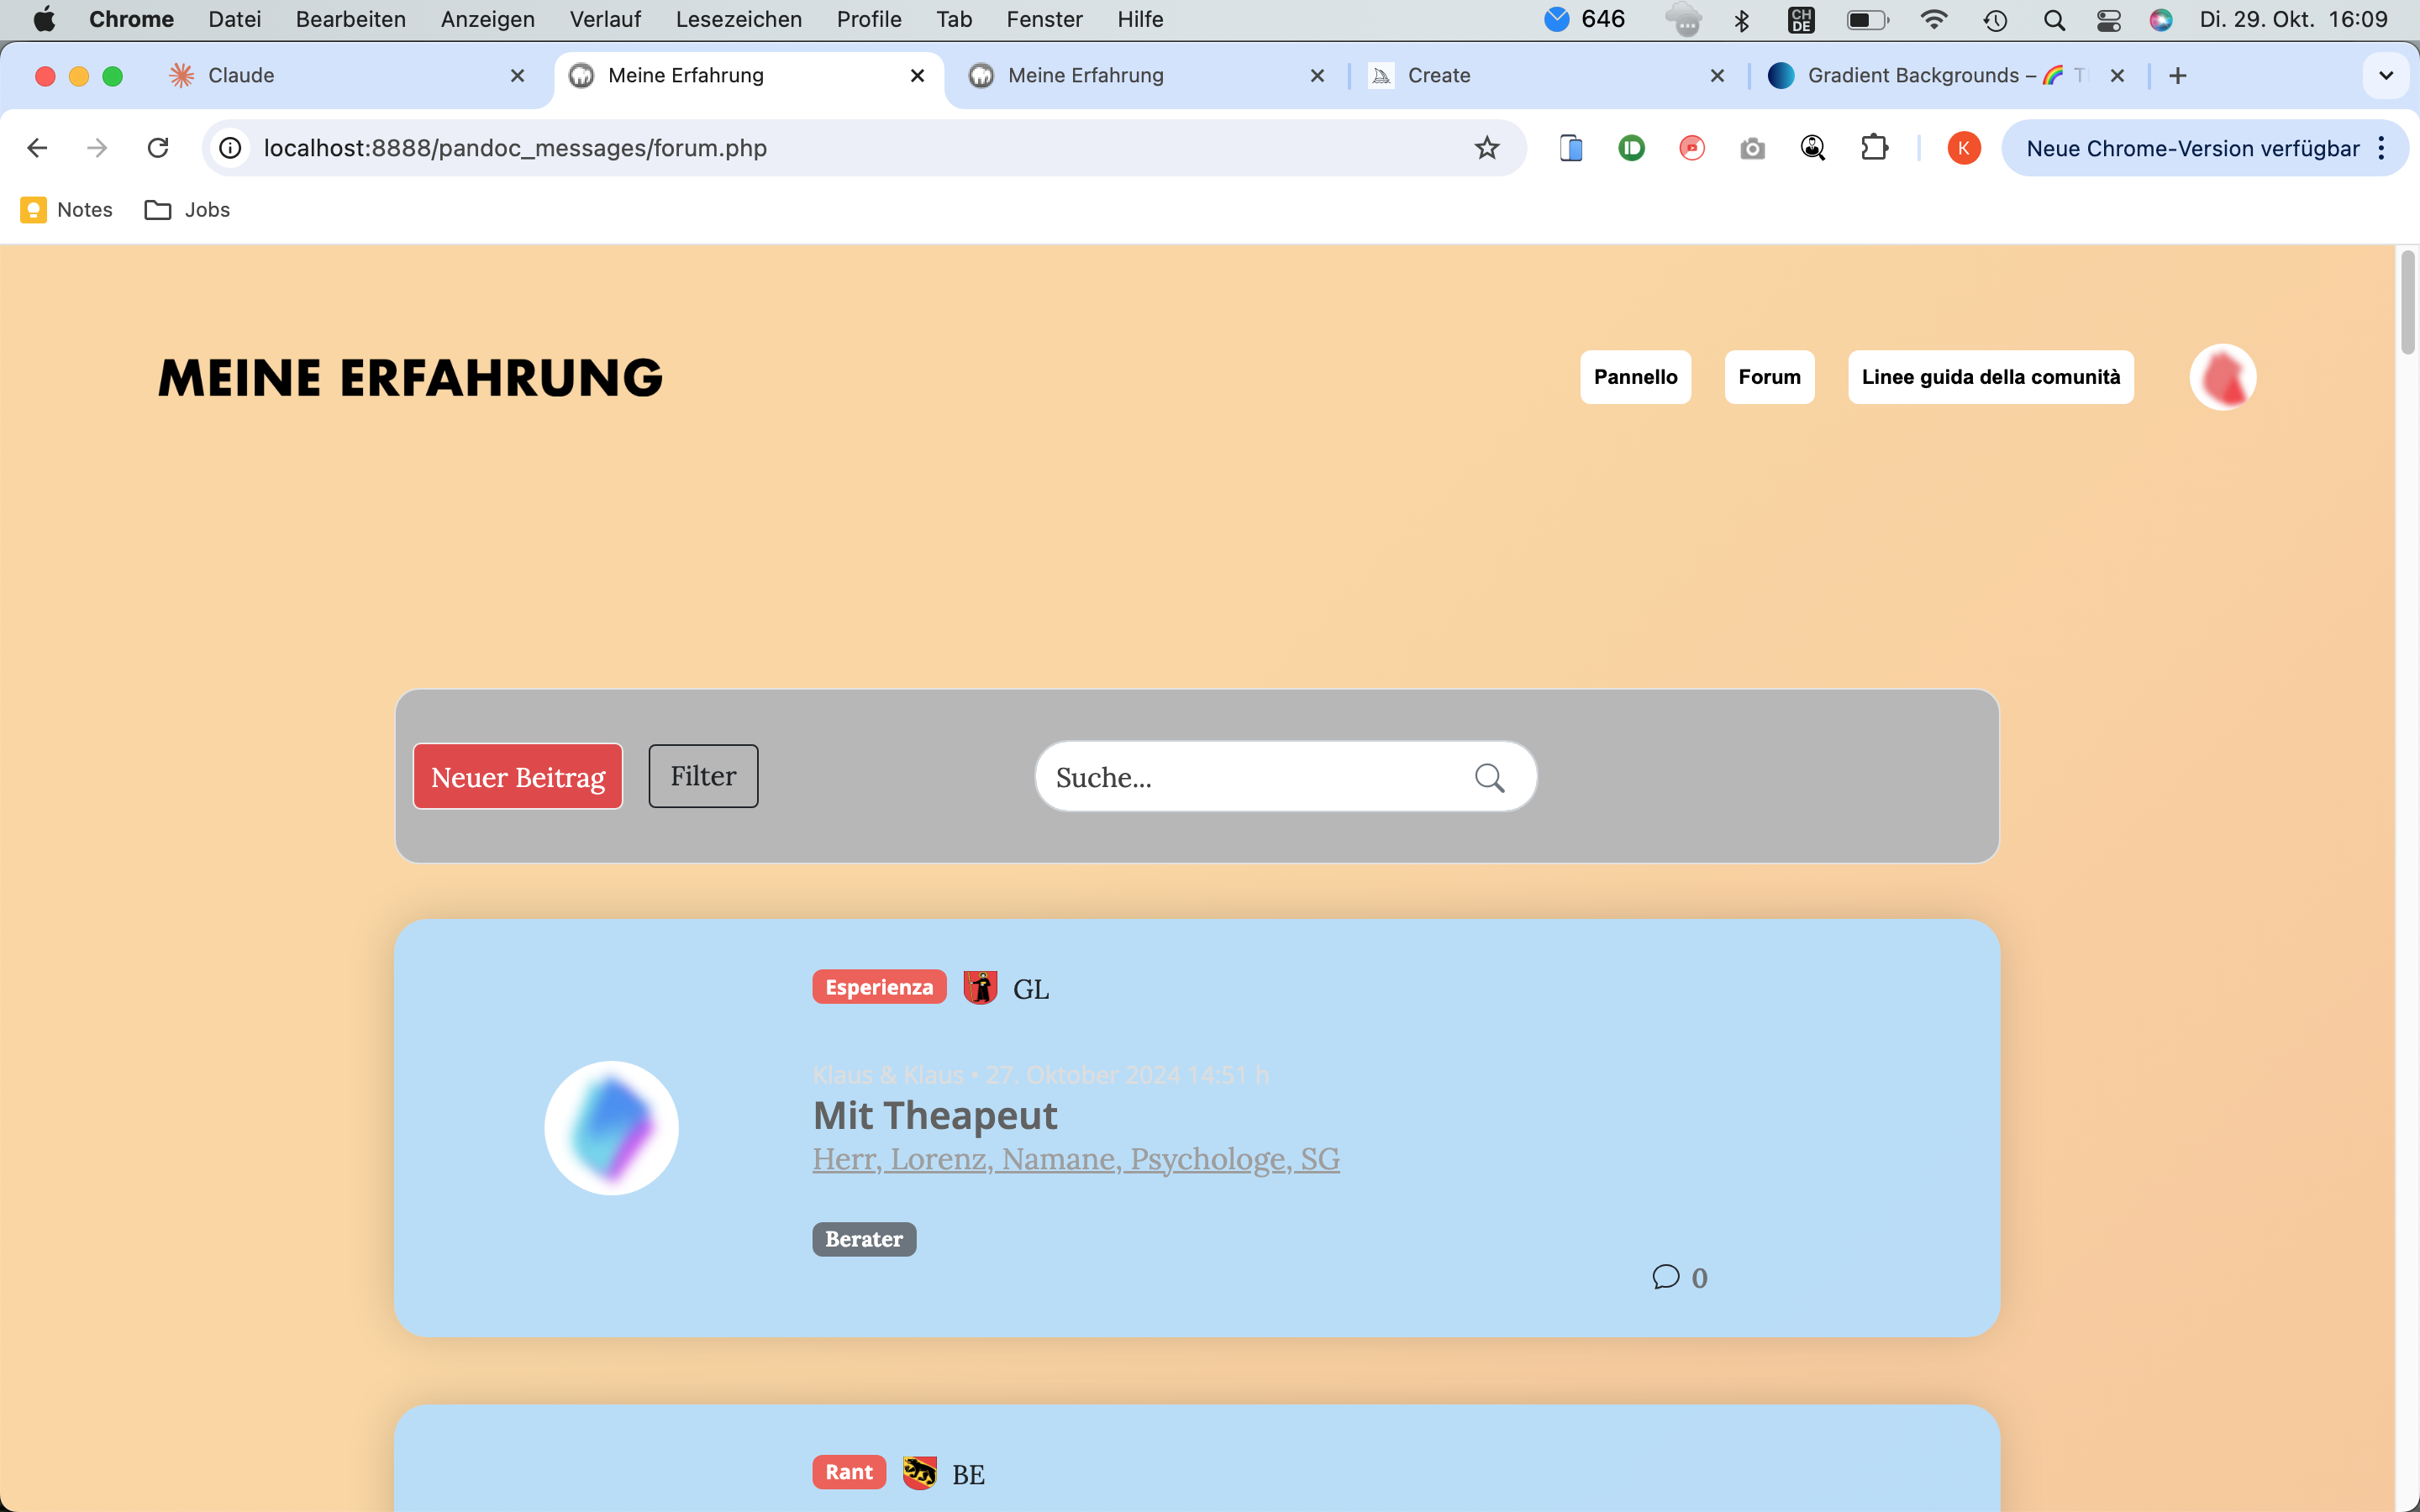 Chrome Datei Bearbeiten Anzeigen Verlauf Lesezeichen Profile Tab Fenster Hilfe 646 CH DE Di. 29. Okt. 16:09
Claude Meine Erfahrung Meine Erfahrung Create Gradient Backgrounds – 🌈 T
localhost:8888/pandoc_messages/forum.php K Neue Chrome-Version verfügbar
Notes Jobs
MEINE ERFAHRUNG Pannello Forum Linee guida della comunità
Neuer Beitrag Filter Suche...
Esperienza GL
Klaus & Klaus • 27. Oktober 2024 14:51 h
Mit Theapeut
Herr, Lorenz, Namane, Psychologe, SG
Berater
0
Rant BE